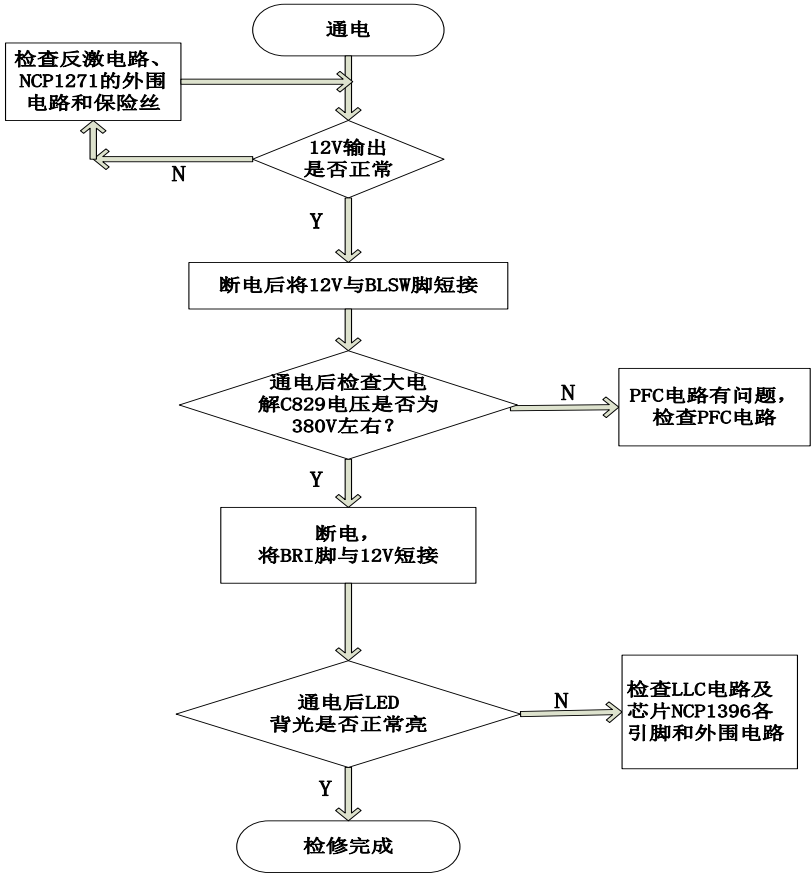 通电
检查反激电路、
NCP1271的外围
电路和保险丝
12V输出
是否正常
N
Y
断电后将12V与BLSW脚短接
通电后检查大电
解C829电压是否为
380V左右？
N
PFC电路有问题，
检查PFC电路
Y
断电，
将BRI脚与12V短接
通电后LED
背光是否正常亮
N
检查LLC电路及
芯片NCP1396各
引脚和外围电路
Y
检修完成